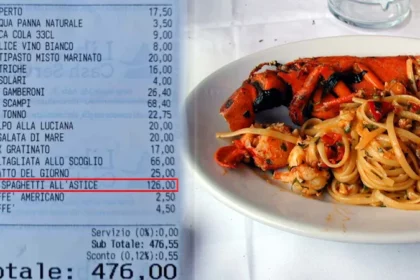 PERTO 17,50
QUA PANNA NATURALE 3,50
CA COLA 33CL 9,00
LICE VINO BIANCO 8,00
TIPASTO MISTO MARINATO 20,00
TRICHE 16,00
SOLARI 4,00
GAMBERONI 26,40
SCAMPI 68,40
TONNO 22,75
LPO ALLA LUCIANA 20,00
SALATA DI MARE 20,00
GRATINATO 17,00
TAGLIATA ALLO SCOGLIO 66,00
ATTO DEL GIORNO 25,00
SPAGHETTI ALL'ASTICE 126,00
FFE' AMERICANO 2,50
FFE' 4,50
Servizio (%0):0,00
Sub Totale: 476,55
Sconto (%0,12):0,55
otale: 476,00